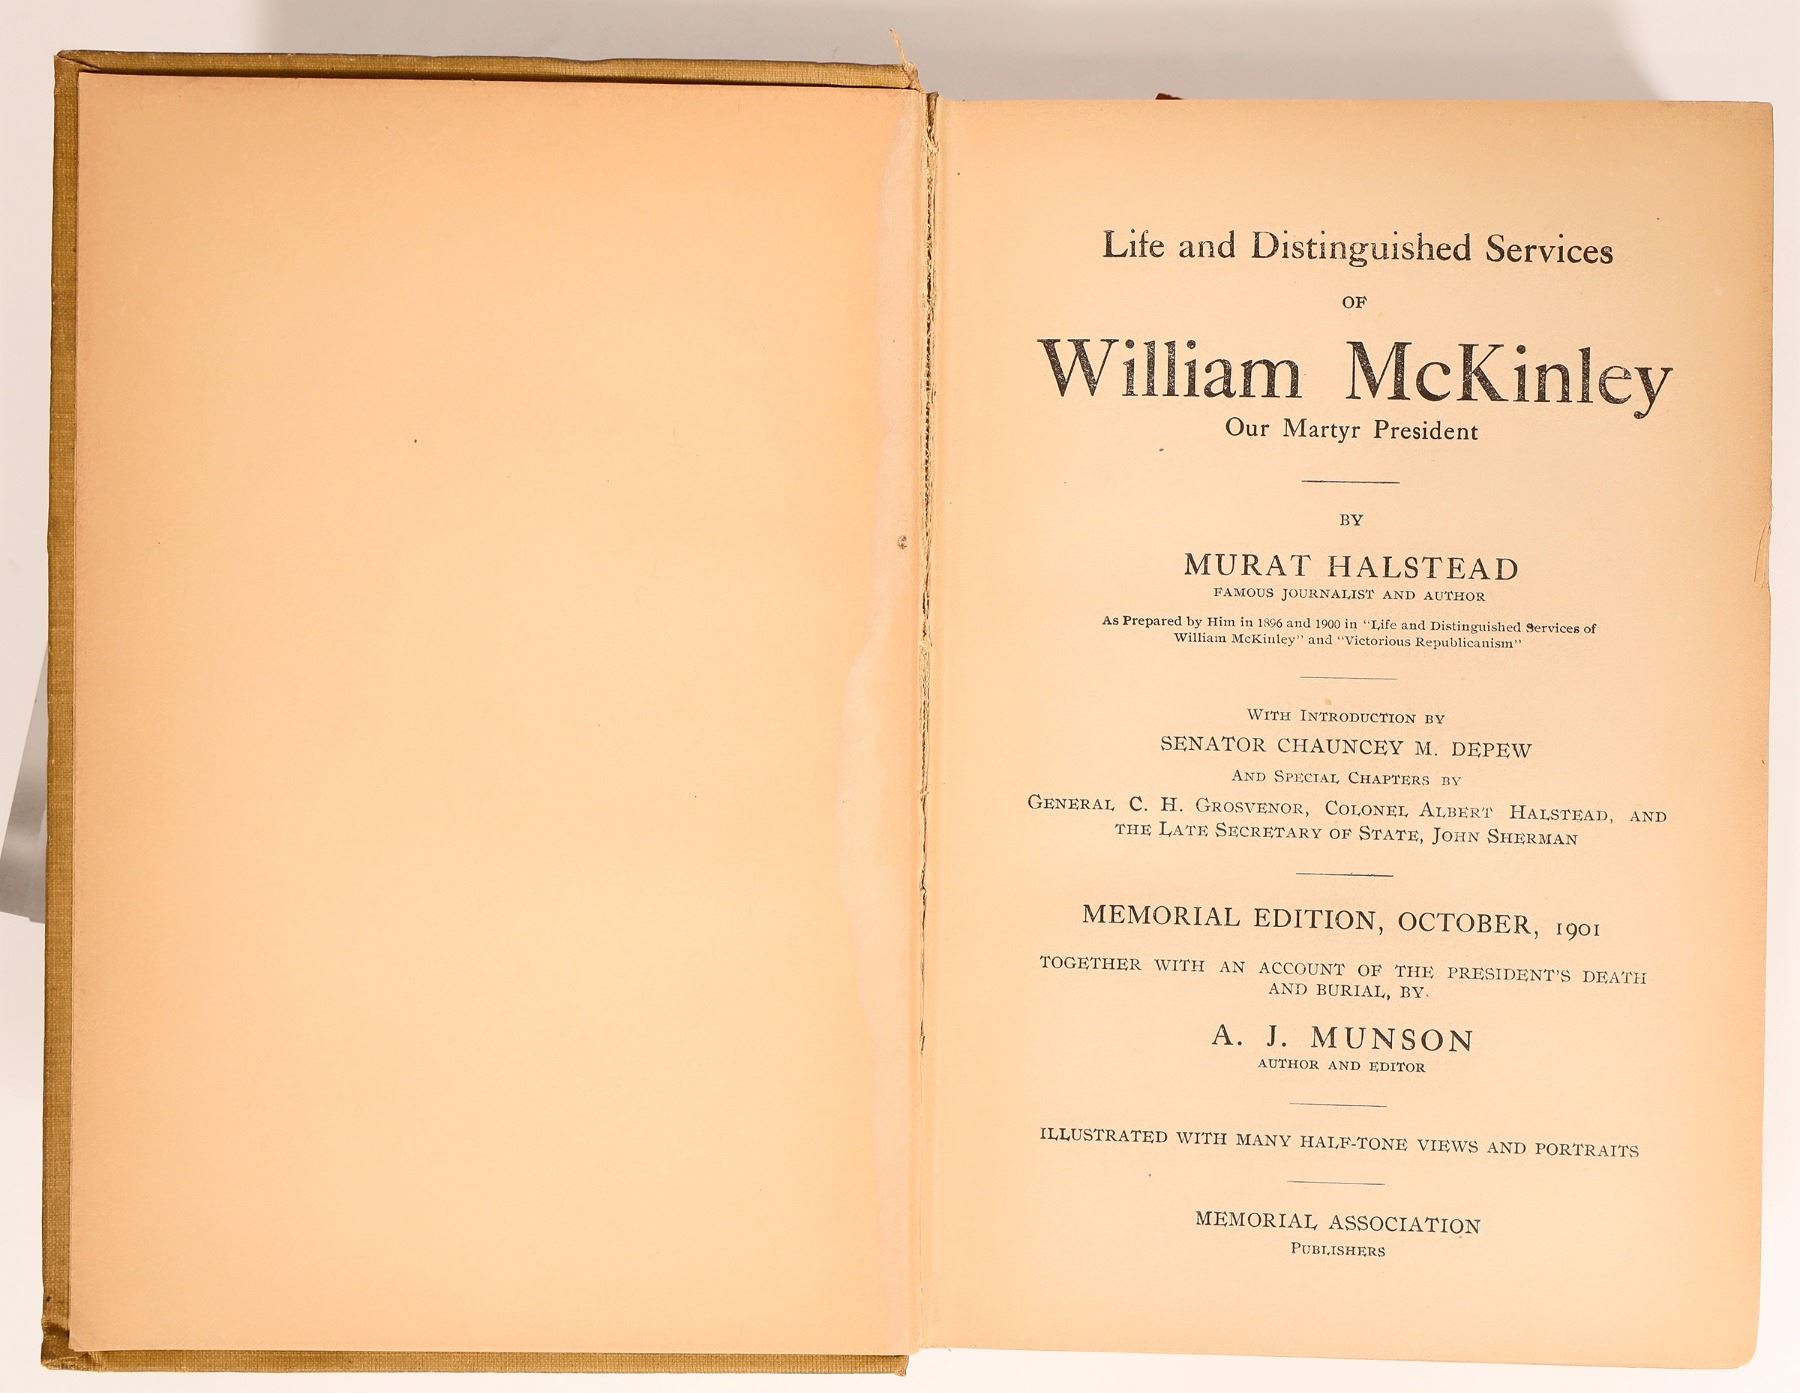 Life and Distinguished Services
OF
William McKinley
Our Martyr President
BY
MURAT HALSTEAD
FAMOUS JOURNALIST AND AUTHOR
As Prepared by Him in 1896 and 1900 in "Life and Distinguished Services of
William McKinley" and "Victorious Republicanism"
WITH INTRODUCTION BY
SENATOR CHAUNCEY M. DEPEW
AND SPECIAL CHAPTERS BY
GENERAL C. H. GROSVENOR, COLONEL ALBERT HALSTEAD, AND
THE LATE SECRETARY OF STATE, JOHN SHERMAN
MEMORIAL EDITION, OCTOBER, 1901
TOGETHER WITH AN ACCOUNT OF THE PRESIDENT'S DEATH
AND BURIAL, BY
A. J. MUNSON
AUTHOR AND EDITOR
ILLUSTRATED WITH MANY HALF-TONE VIEWS AND PORTRAITS
MEMORIAL ASSOCIATION
PUBLISHERS